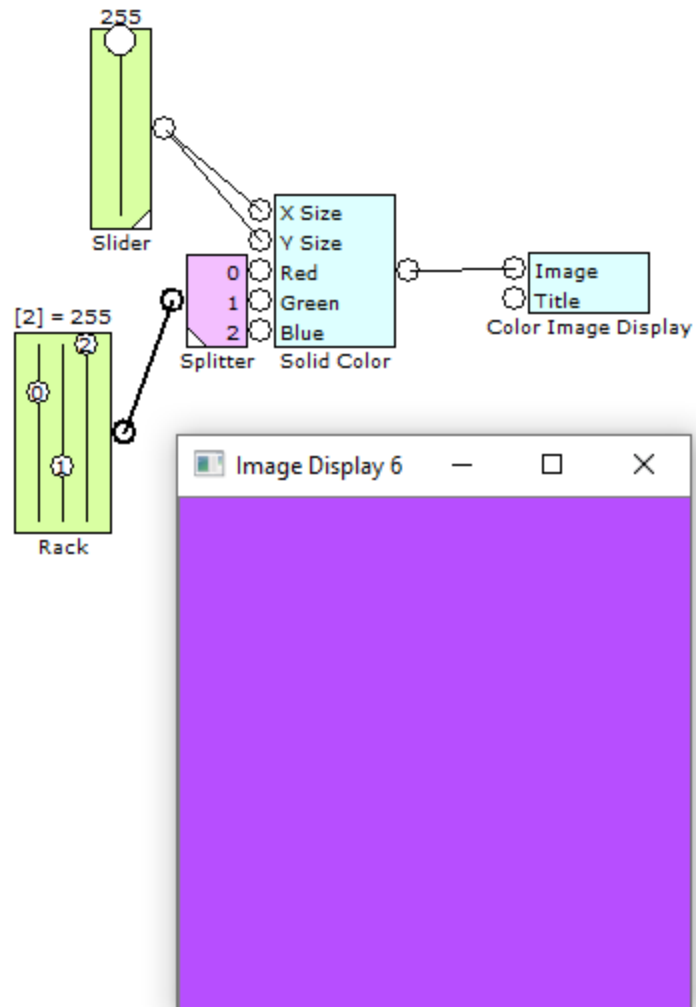 255
Slider
X Size
Y Size
0 Red
1 Green
2 Blue
Splitter Solid Color
Image
Title
Color Image Display
[2] = 255
2
0
1
Rack
Image Display 6